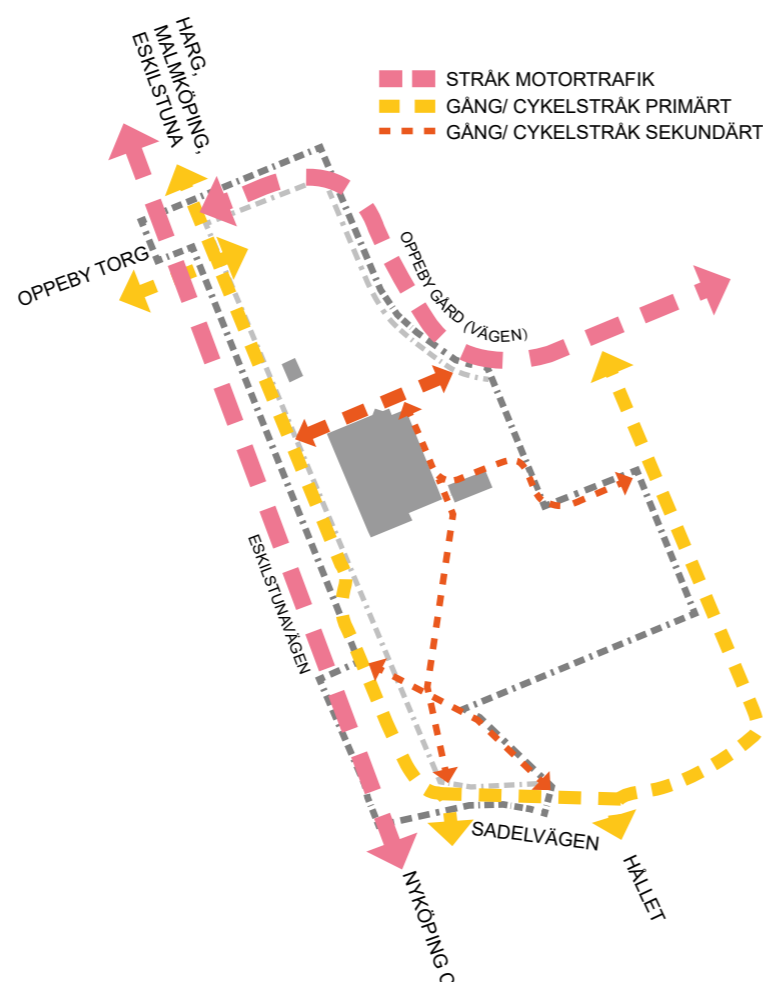 HARG,
MALMKÖPING,
ESKILSTUNA
STRÅK MOTORTRAFIK
GÅNG/ CYKELSTRÅK PRIMÄRT
GÅNG/ CYKELSTRÅK SEKUNDÄRT
OPPEBY TORG
OPPEBY GÅRD (VÄGEN)
ESKILSTUNAVÄGEN
SADELVÄGEN
HÅLLET
NYKÖPING C